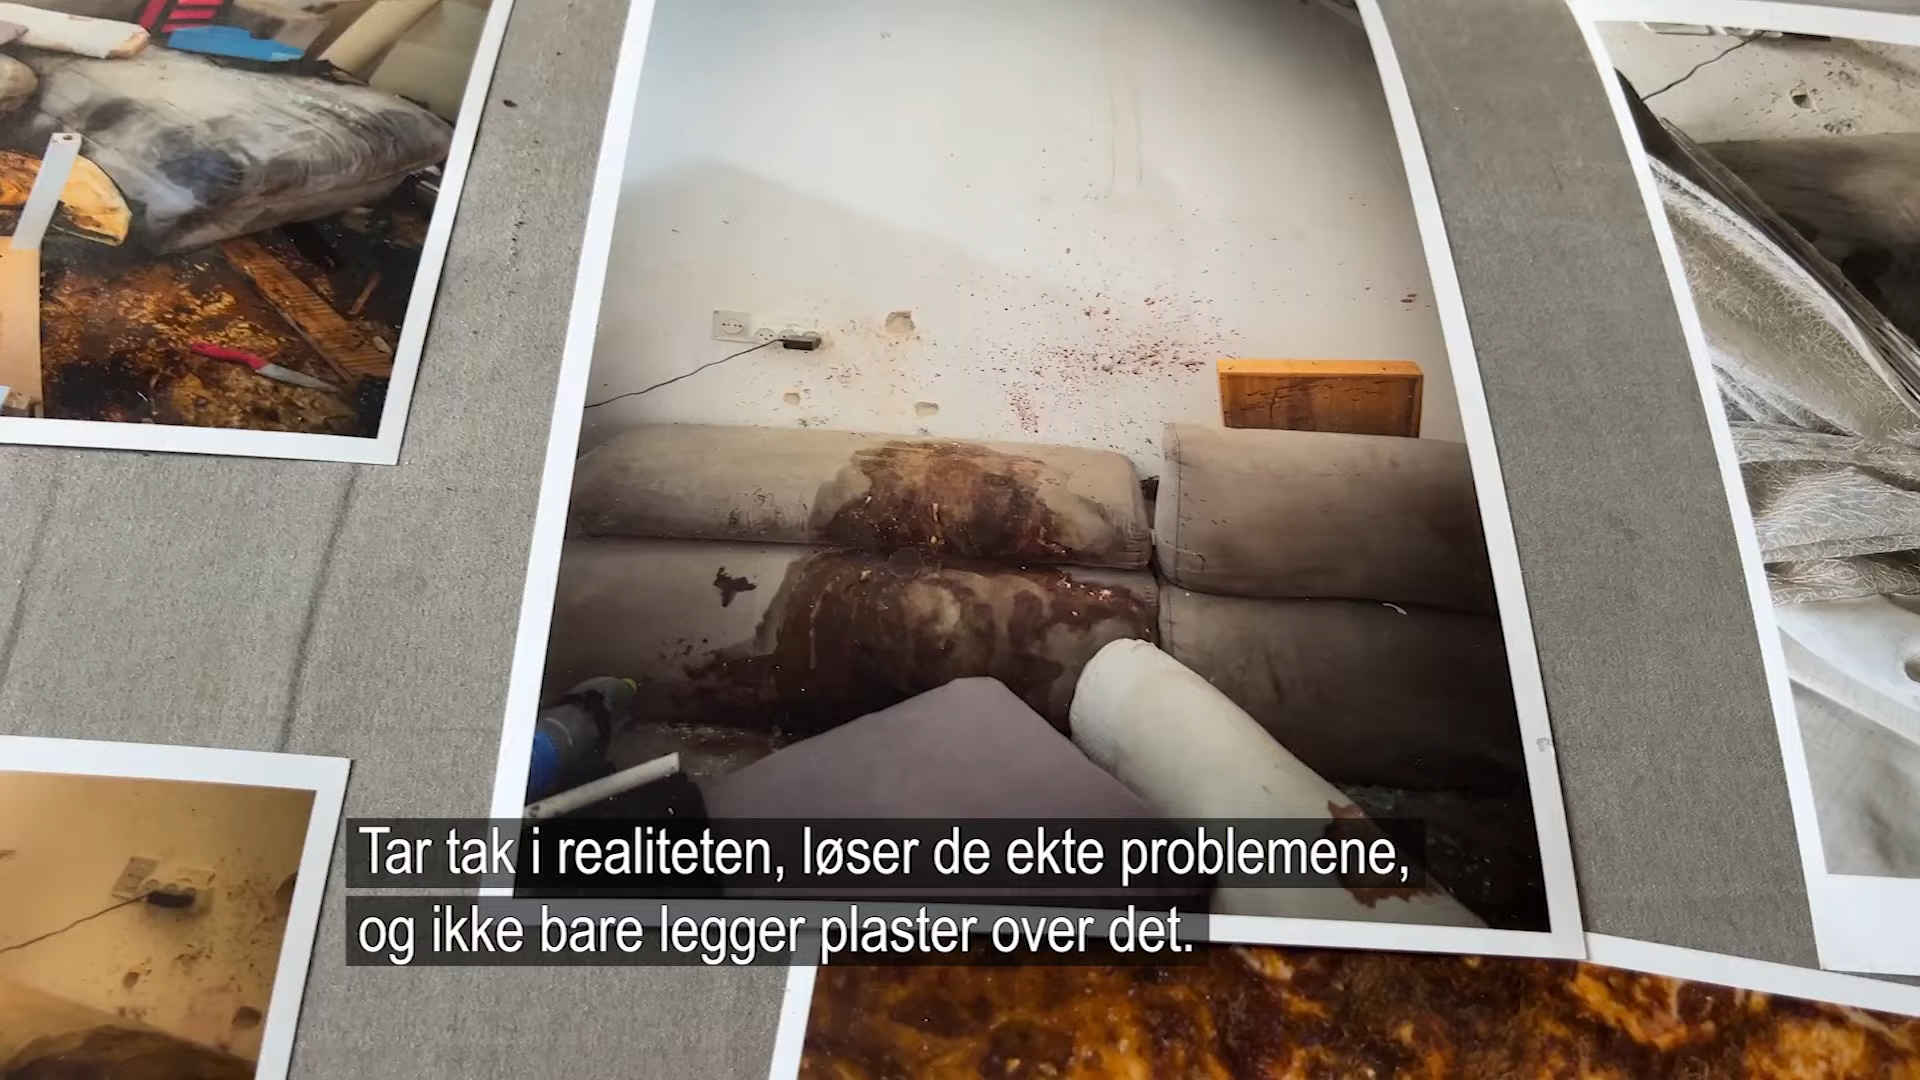 Tar tak i realiteten, løser de ekte problemene,
og ikke bare legger plaster over det.